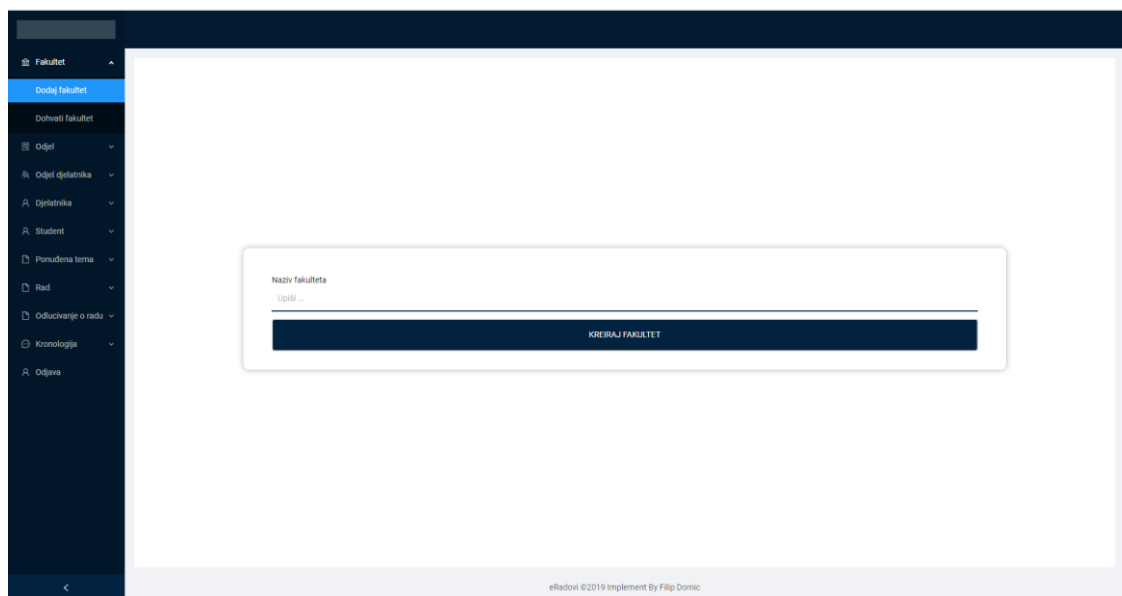 Fakultet
Dodaj fakultet
Dohvati fakultet
Odjel
Odjel djelatnika
Djelatnika
Student
Ponuđena tema
Rad
Odlucivanje o radu
Kronologija
Odjava
Naziv fakulteta
Upiši ...
KREIRAJ FAKULTET
eRadovi ©2019 Implement By Filip Domic